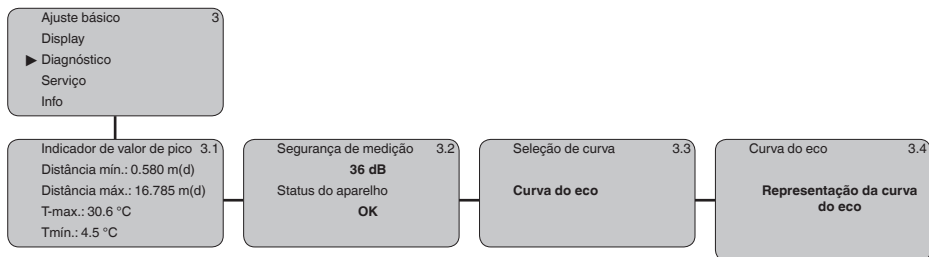 Ajuste básico 3
Display
▶ Diagnóstico
Serviço
Info
Indicador de valor de pico 3.1
Distância mín.: 0.580 m(d)
Distância máx.: 16.785 m(d)
T-max.: 30.6 °C
Tmín.: 4.5 °C
Segurança de medição 3.2
36 dB
Status do aparelho
OK
Seleção de curva 3.3
Curva do eco
Curva do eco 3.4
Representação da curva
do eco